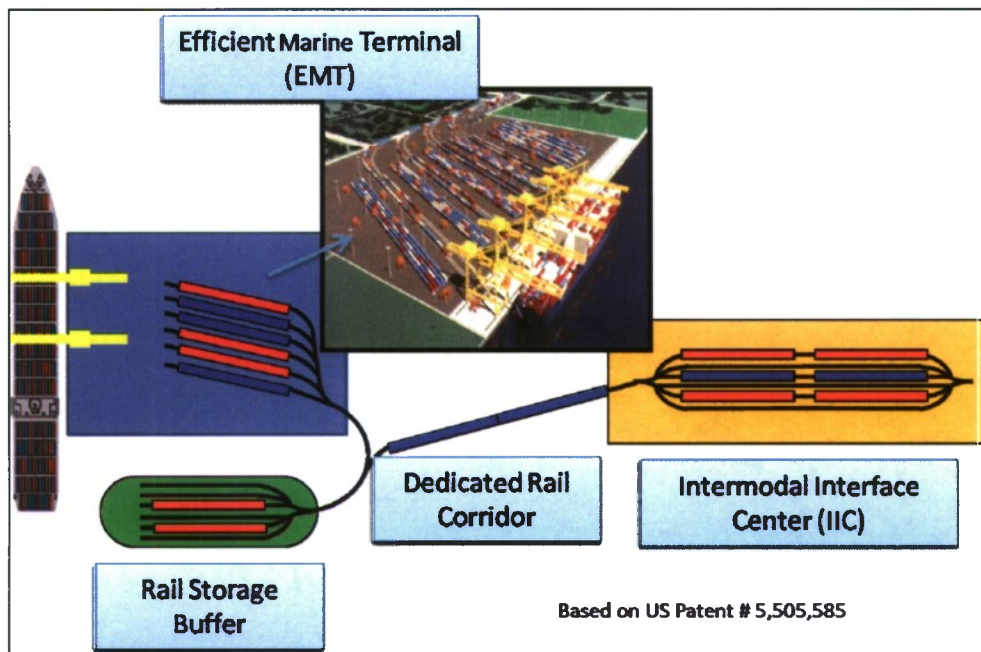 Efficient Marine Terminal
(EMT)
Dedicated Rail
Corridor
Intermodal Interface
Center (IIC)
Rail Storage
Buffer
Based on US Patent # 5,505,585